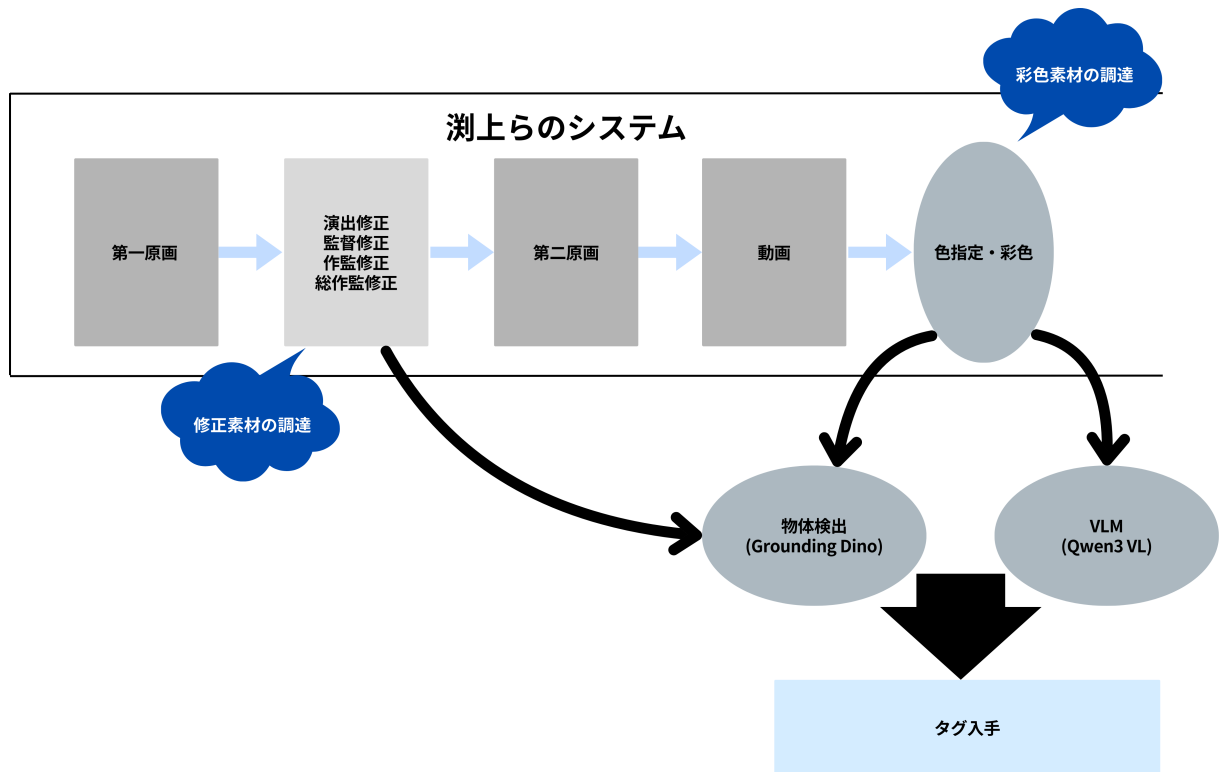 彩色素材の調達
渕上らのシステム
第一原画
演出修正
監督修正
作監修正
総作監修正
第二原画
動画
色指定・彩色
修正素材の調達
物体検出
(Grounding Dino)
VLM
(Qwen3 VL)
タグ入手